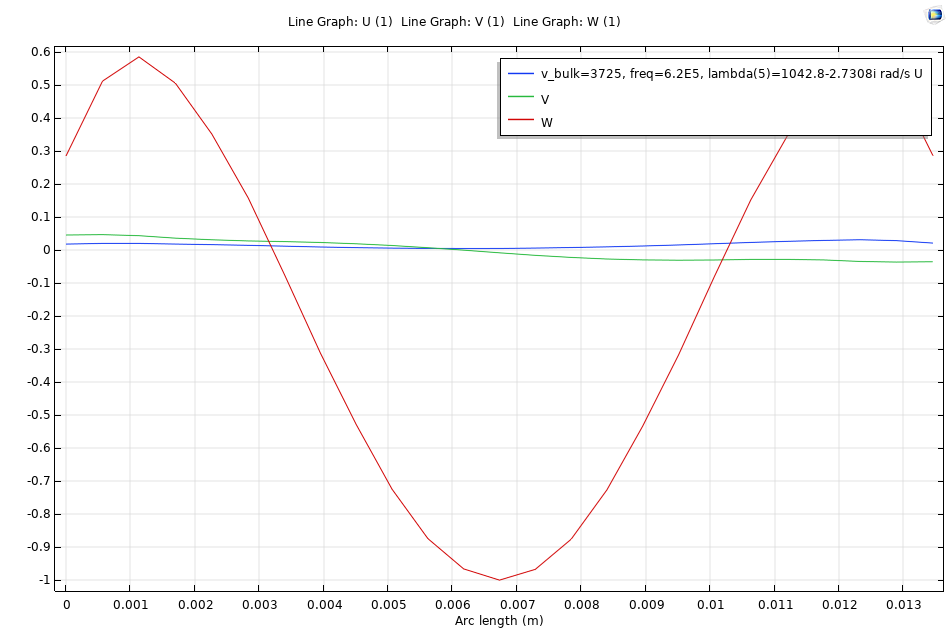 Line Graph: U (1)  Line Graph: V (1)  Line Graph: W (1)
v_bulk=3725, freq=6.2E5, lambda(5)=1042.8-2.7308i rad/s U
V
W
0.6
0.5
0.4
0.3
0.2
0.1
0
-0.1
-0.2
-0.3
-0.4
-0.5
-0.6
-0.7
-0.8
-0.9
-1
0 0.001 0.002 0.003 0.004 0.005 0.006 0.007 0.008 0.009 0.01 0.011 0.012 0.013
Arc length (m)